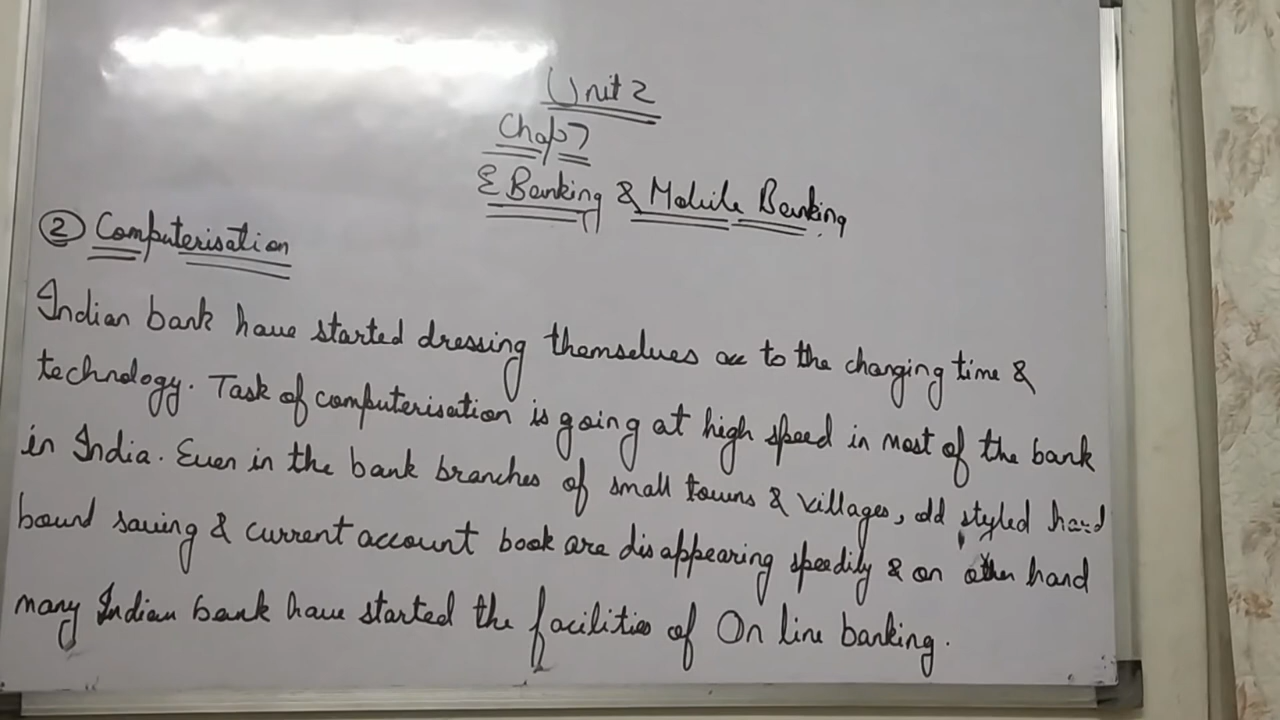 Unit 2
Chap 7
E Banking & Mobile Banking
② Computerisation
Indian bank have started dressing themselves acc to the changing time &
technology. Task of computerisation is going at high speed in most of the bank
in India. Even in the bank branches of small towns & villages, old styled hard
bound saving & current account book are disappearing speedily & on other hand
many Indian bank have started the facilities of On line banking.